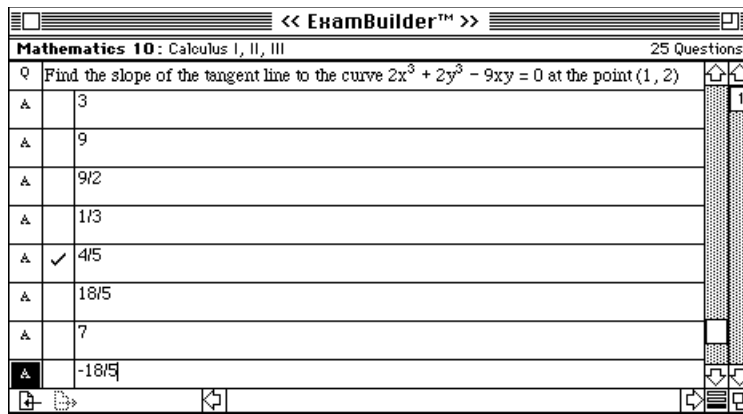 << ExamBuilder™ >>
Mathematics 10: Calculus I, II, III 25 Questions
Q Find the slope of the tangent line to the curve 2x³ + 2y³ - 9xy = 0 at the point (1, 2)
1
A 3
A 9
A 9/2
A 1/3
A ✓ 4/5
A 18/5
A 7
A -18/5